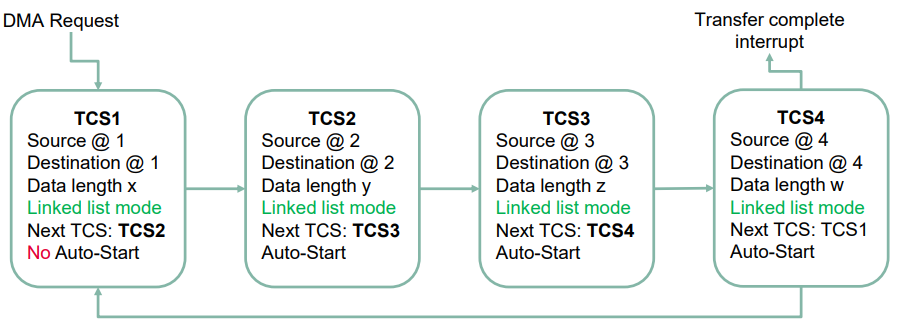 DMA Request
Transfer complete
interrupt
TCS1
Source @ 1
Destination @ 1
Data length x
Linked list mode
Next TCS: TCS2
No Auto-Start
TCS2
Source @ 2
Destination @ 2
Data length y
Linked list mode
Next TCS: TCS3
Auto-Start
TCS3
Source @ 3
Destination @ 3
Data length z
Linked list mode
Next TCS: TCS4
Auto-Start
TCS4
Source @ 4
Destination @ 4
Data length w
Linked list mode
Next TCS: TCS1
Auto-Start